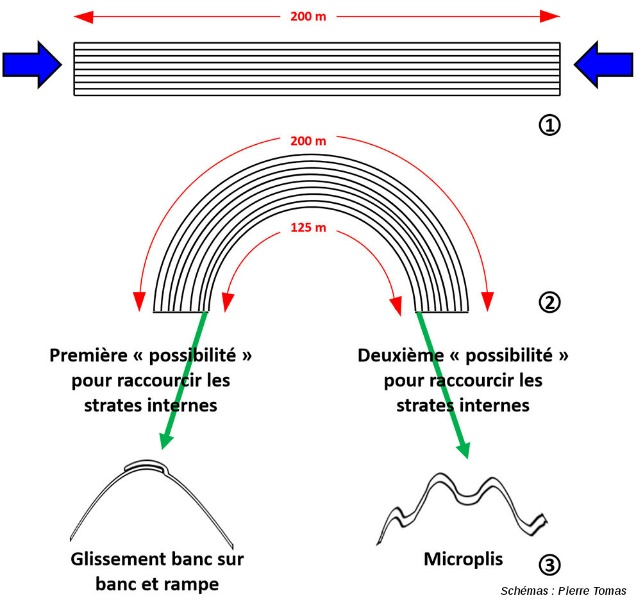 200 m
①
200 m
125 m
②
Première « possibilité »
pour raccourcir les
strates internes
Deuxième « possibilité »
pour raccourcir les
strates internes
Glissement banc sur
banc et rampe
Microplis
③
Schémas : Pierre Tomas